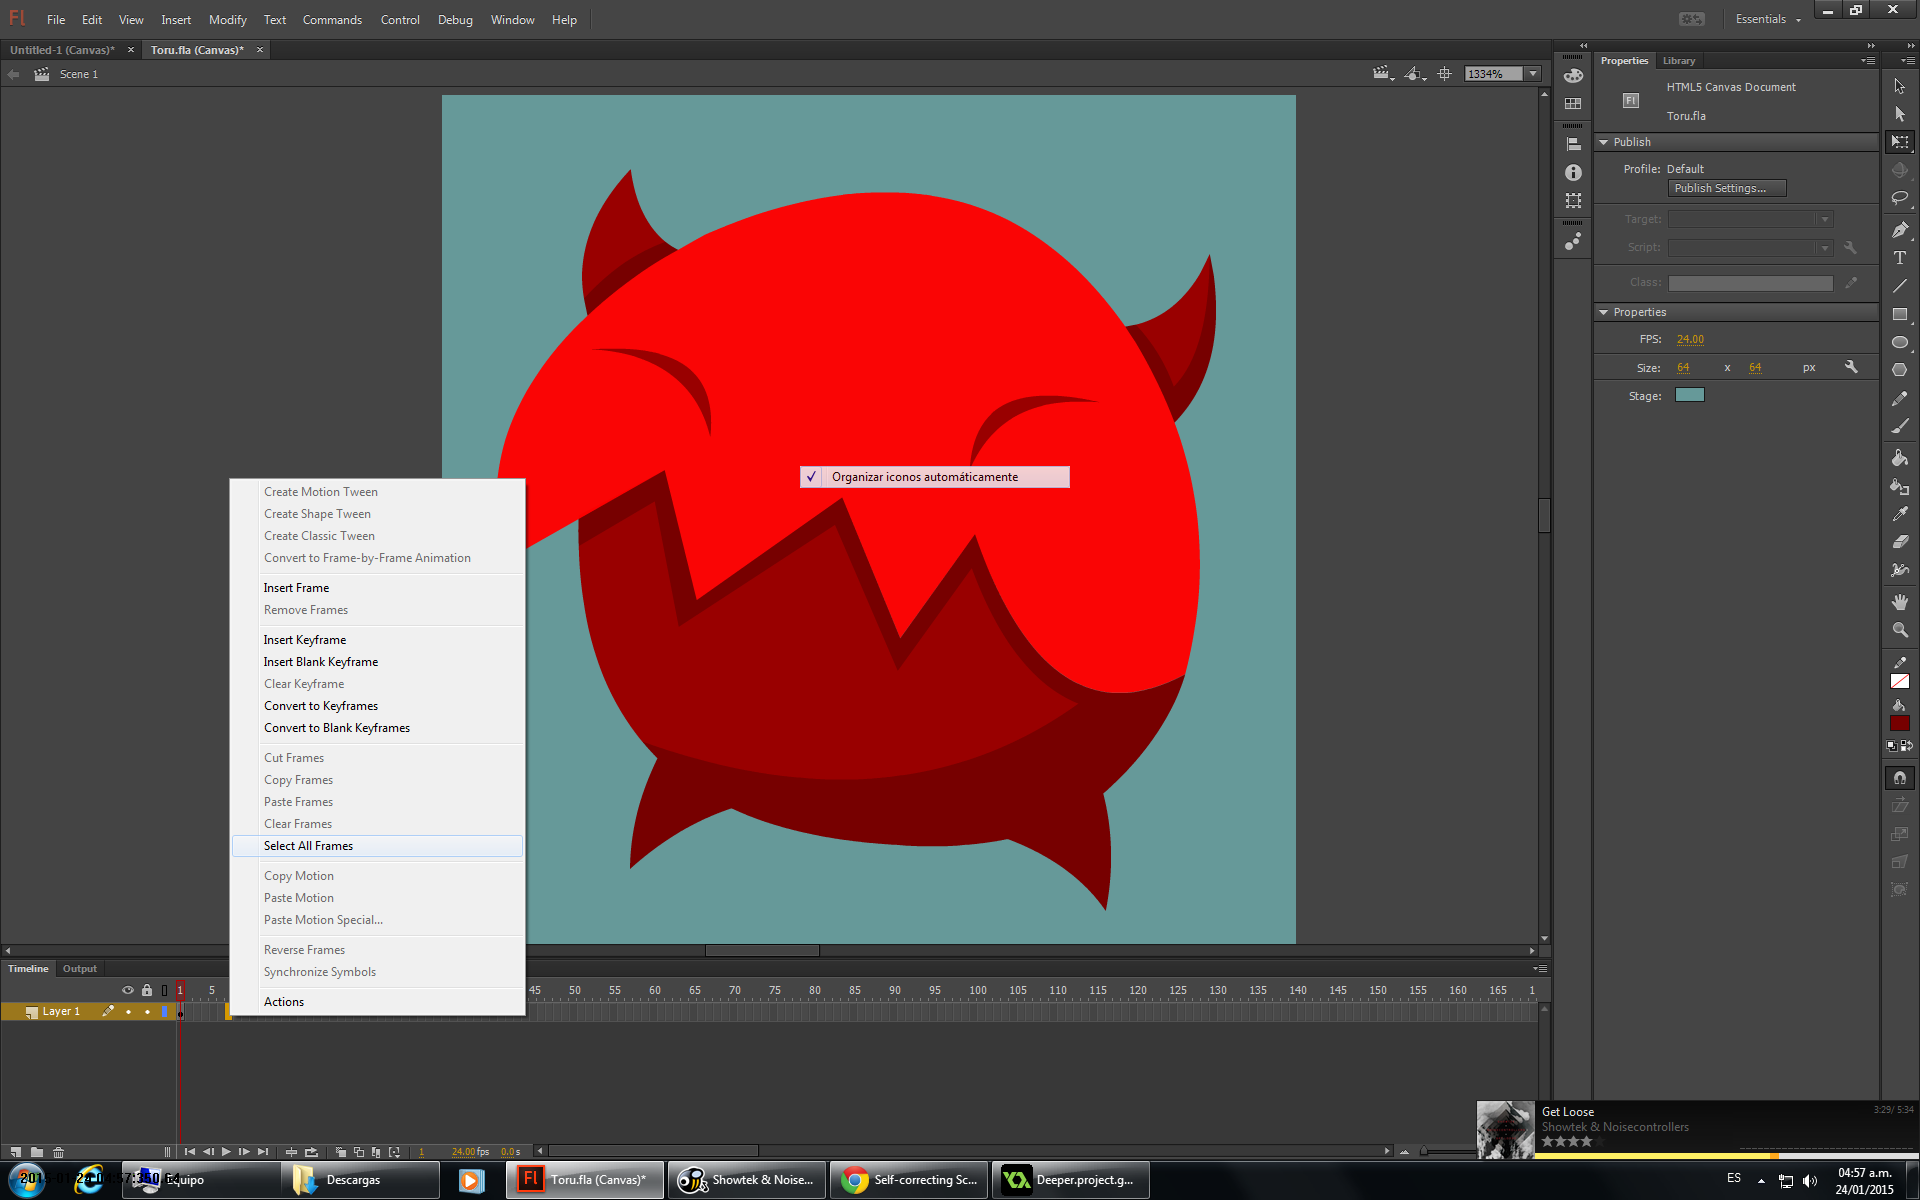 Fl File Edit View Insert Modify Text Commands Control Debug Window Help Essentials
Untitled-1 (Canvas)* × Toru.fla (Canvas)* ×
Scene 1
1334%
Properties Library
Fl HTML5 Canvas Document
Toru.fla
Publish
Profile: Default
Publish Settings...
Target:
Script:
Class:
Properties
FPS: 24.00
Size: 64 x 64 px
Stage:
T
✓ Organizar iconos automáticamente
Create Motion Tween
Create Shape Tween
Create Classic Tween
Convert to Frame-by-Frame Animation
Insert Frame
Remove Frames
Insert Keyframe
Insert Blank Keyframe
Clear Keyframe
Convert to Keyframes
Convert to Blank Keyframes
Cut Frames
Copy Frames
Paste Frames
Clear Frames
Select All Frames
Copy Motion
Paste Motion
Paste Motion Special...
Reverse Frames
Synchronize Symbols
Actions
Timeline Output
1 5 45 50 55 60 65 70 75 80 85 90 95 100 105 110 115 120 125 130 135 140 145 150 155 160 165 1
Layer 1
1 24.00 fps 0.0 s
Get Loose 3:29/ 5:34
Showtek & Noisecontrollers
★★★★
Equipo Descargas Fl Toru.fla (Canvas)* Showtek & Noise... Self-correcting Sc... Deeper.project.g... ES 04:57 a.m.
24/01/2015